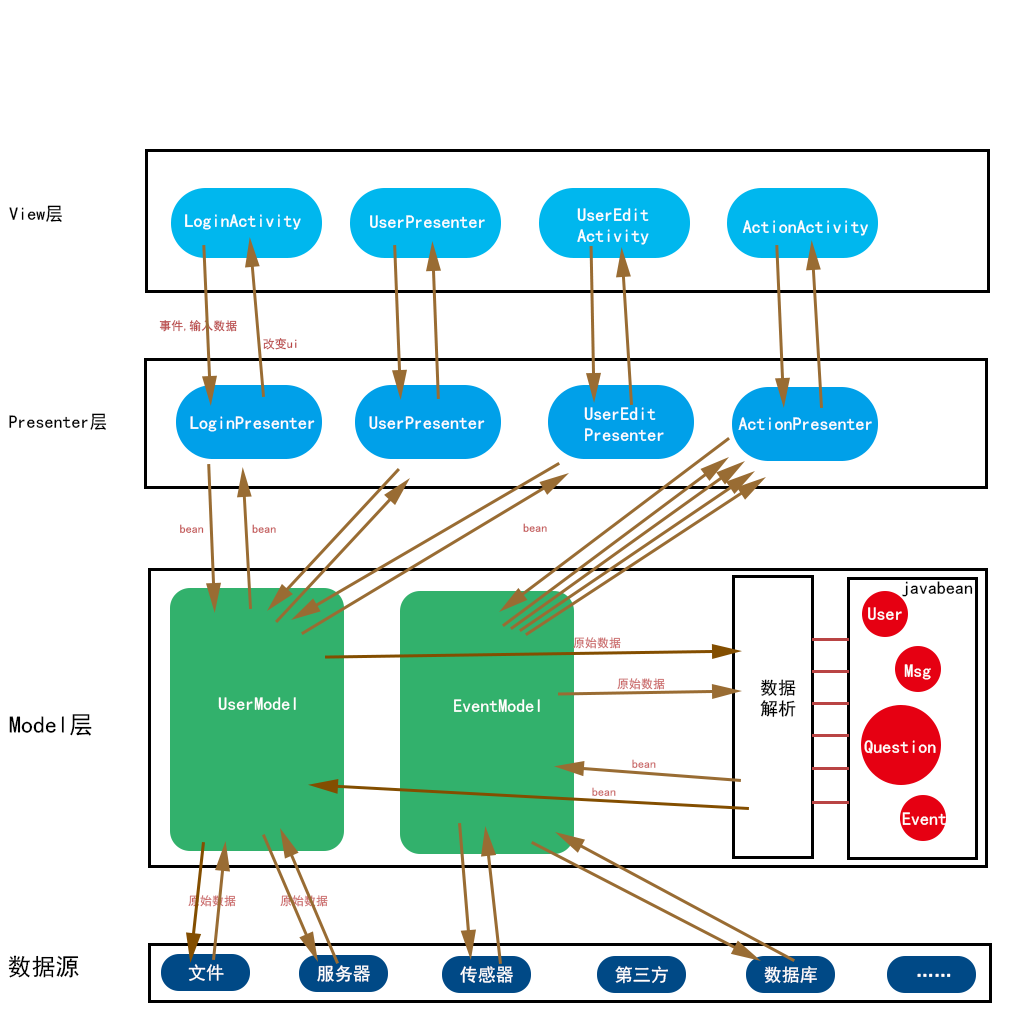 View层
LoginActivity
UserPresenter
UserEdit
Activity
ActionActivity
事件,输入数据
改变ui
Presenter层
LoginPresenter
UserPresenter
UserEdit
Presenter
ActionPresenter
bean
bean
bean
Model层
UserModel
EventModel
原始数据
原始数据
bean
bean
数据
解析
javabean
User
Msg
Question
Event
原始数据
原始数据
数据源
文件
服务器
传感器
第三方
数据库
……